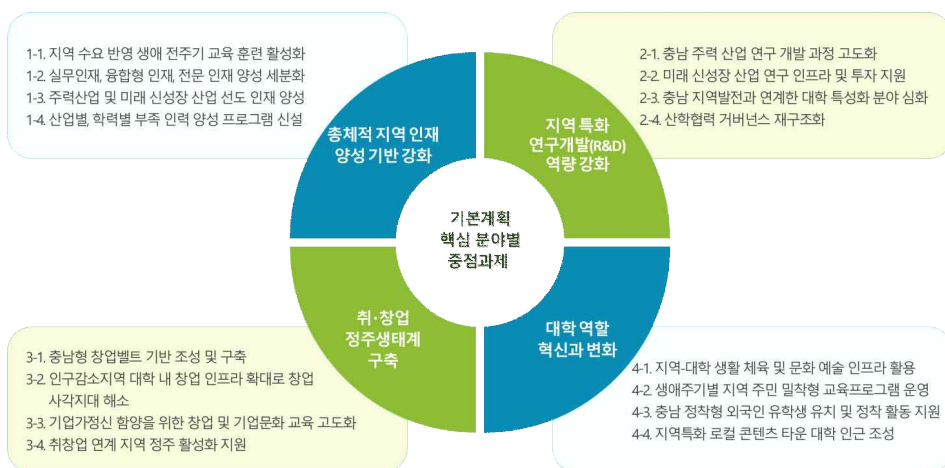 1-1. 지역 수요 반영 생애 전주기 교육 훈련 활성화
1-2. 실무인재, 융합형 인재, 전문 인재 양성 세분화
1-3. 주력산업 및 미래 신성장 산업 선도 인재 양성
1-4. 산업별, 학력별 부족 인력 양성 프로그램 신설
총체적 지역 인재
양성 기반 강화
2-1. 충남 주력 산업 연구 개발 과정 고도화
2-2. 미래 신성장 산업 연구 인프라 및 투자 지원
2-3. 충남 지역발전과 연계한 대학 특성화 분야 심화
2-4. 산학협력 거버넌스 재구조화
지역 특화
연구개발(R&D)
역량 강화
기본계획
핵심 분야별
중점과제
취·창업
정주생태계
구축
3-1. 충남형 창업벨트 기반 조성 및 구축
3-2. 인구감소지역 대학 내 창업 인프라 확대로 창업
사각지대 해소
3-3. 기업가정신 함양을 위한 창업 및 기업문화 교육 고도화
3-4. 취창업 연계 지역 정주 활성화 지원
대학 역할
혁신과 변화
4-1. 지역-대학 생활 체육 및 문화 예술 인프라 활용
4-2. 생애주기별 지역 주민 밀착형 교육프로그램 운영
4-3. 충남 정착형 외국인 유학생 유치 및 정착 활동 지원
4-4. 지역특화 로컬 콘텐츠 타운 대학 인근 조성